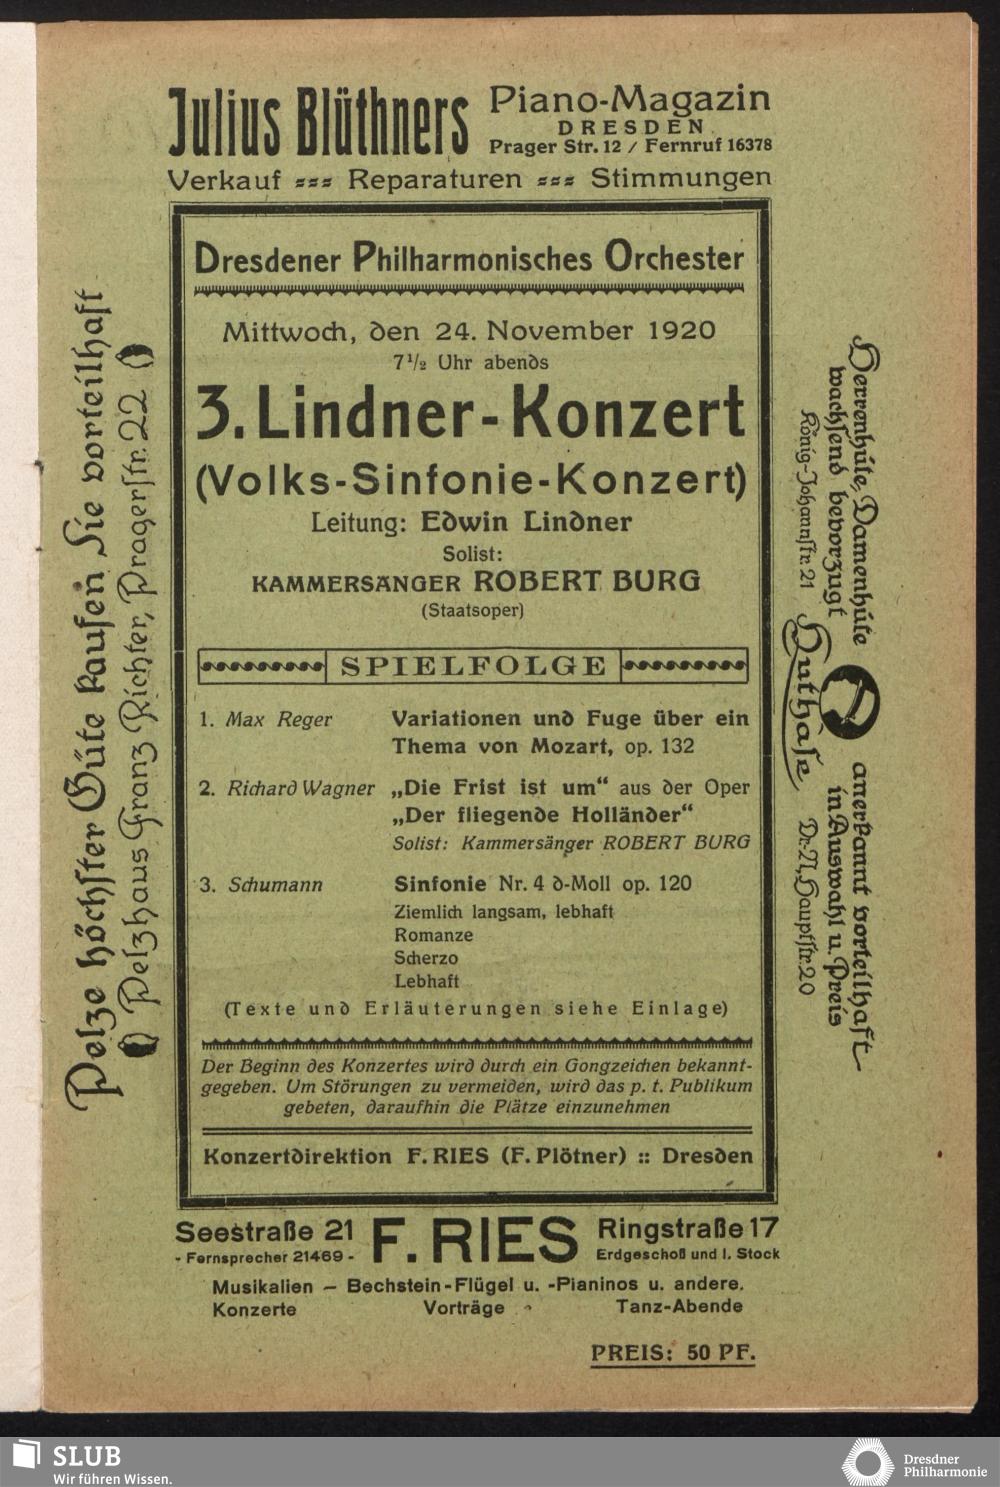 Julius Blüthners Piano-Magazin
DRESDEN
Prager Str. 12 / Fernruf 16378
Verkauf Reparaturen Stimmungen
Dresdener Philharmonisches Orchester
Mittwoch, den 24. November 1920
7½ Uhr abends
3. Lindner-Konzert
(Volks-Sinfonie-Konzert)
Leitung: Edwin Lindner
Solist:
KAMMERSÄNGER ROBERT BURG
(Staatsoper)
SPIELFOLGE
1. Max Reger Variationen und Fuge über ein
Thema von Mozart, op. 132
2. Richard Wagner „Die Frist ist um“ aus der Oper
„Der fliegende Holländer“
Solist: Kammersänger ROBERT BURG
3. Schumann Sinfonie Nr. 4 d-Moll op. 120
Ziemlich langsam, lebhaft
Romanze
Scherzo
Lebhaft
(Texte und Erläuterungen siehe Einlage)
Der Beginn des Konzertes wird durch ein Gongzeichen bekannt-
gegeben. Um Störungen zu vermeiden, wird das p. t. Publikum
gebeten, daraufhin die Plätze einzunehmen
Konzertdirektion F. RIES (F. Plötner) :: Dresden
Seestraße 21 F. RIES Ringstraße 17
- Fernsprecher 21469 - Erdgeschoß und I. Stock
Musikalien — Bechstein-Flügel u. -Pianinos u. andere.
Konzerte Vorträge Tanz-Abende
PREIS: 50 PF.
Pelze höchster Güte kaufen Sie vorteilhaft
Pelzhaus Franz Richter, Pragerstr. 22
Herrenhüte, Damenhüte anerkannt vorteilhaft
wachsend bevorzugt in Auswahl u. Preis
König-Johannstr. 21 Huthase Dr.-N., Hauptstr. 20
SLUB
Wir führen Wissen.
Dresdner
Philharmonie